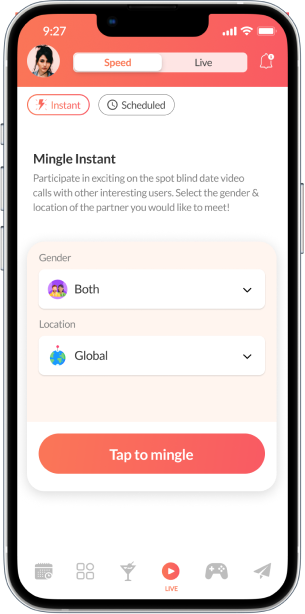 9:27
Speed
Live
Instant
Scheduled
Mingle Instant
Participate in exciting on the spot blind date video
calls with other interesting users. Select the gender &
location of the partner you would like to meet!
Gender
Both
Location
Global
Tap to mingle
LIVE